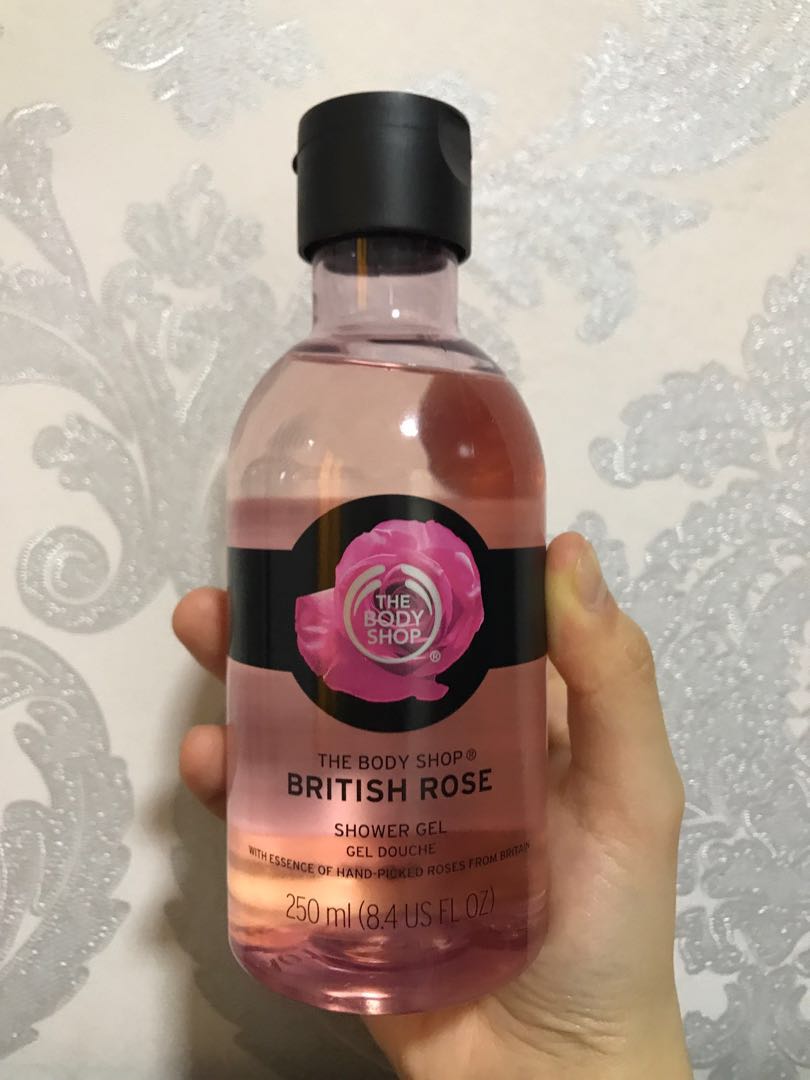 THE
BODY
SHOP
®
THE BODY SHOP®
BRITISH ROSE
SHOWER GEL
GEL DOUCHE
WITH ESSENCE OF HAND-PICKED ROSES FROM BRITAIN
250 ml (8.4 US FL OZ)